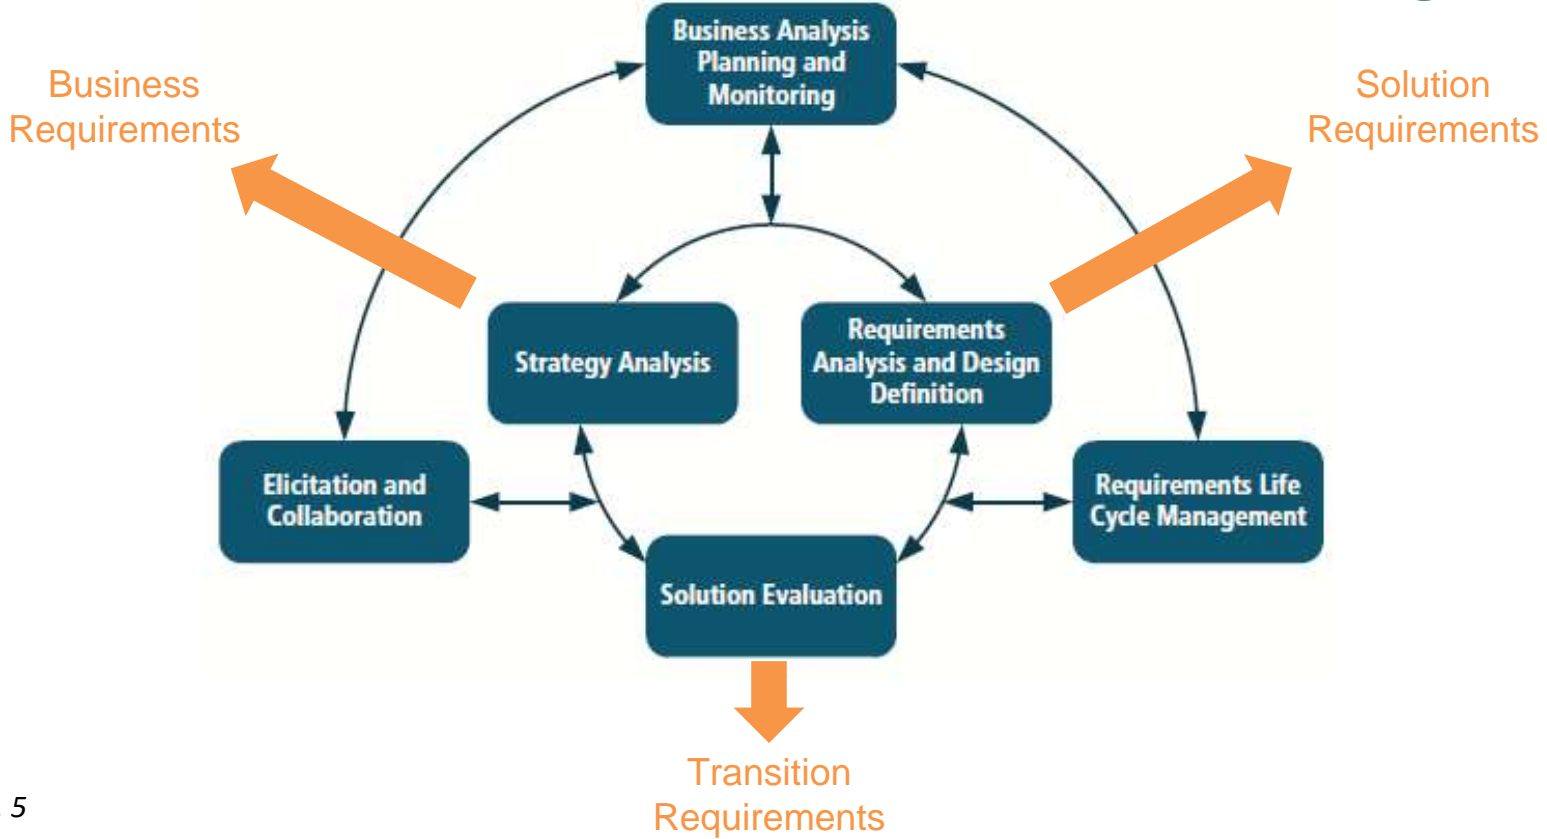 Business Analysis
Planning and
Monitoring
Business
Requirements
Solution
Requirements
Strategy Analysis
Requirements
Analysis and Design
Definition
Elicitation and
Collaboration
Requirements Life
Cycle Management
Solution Evaluation
Transition
Requirements
5